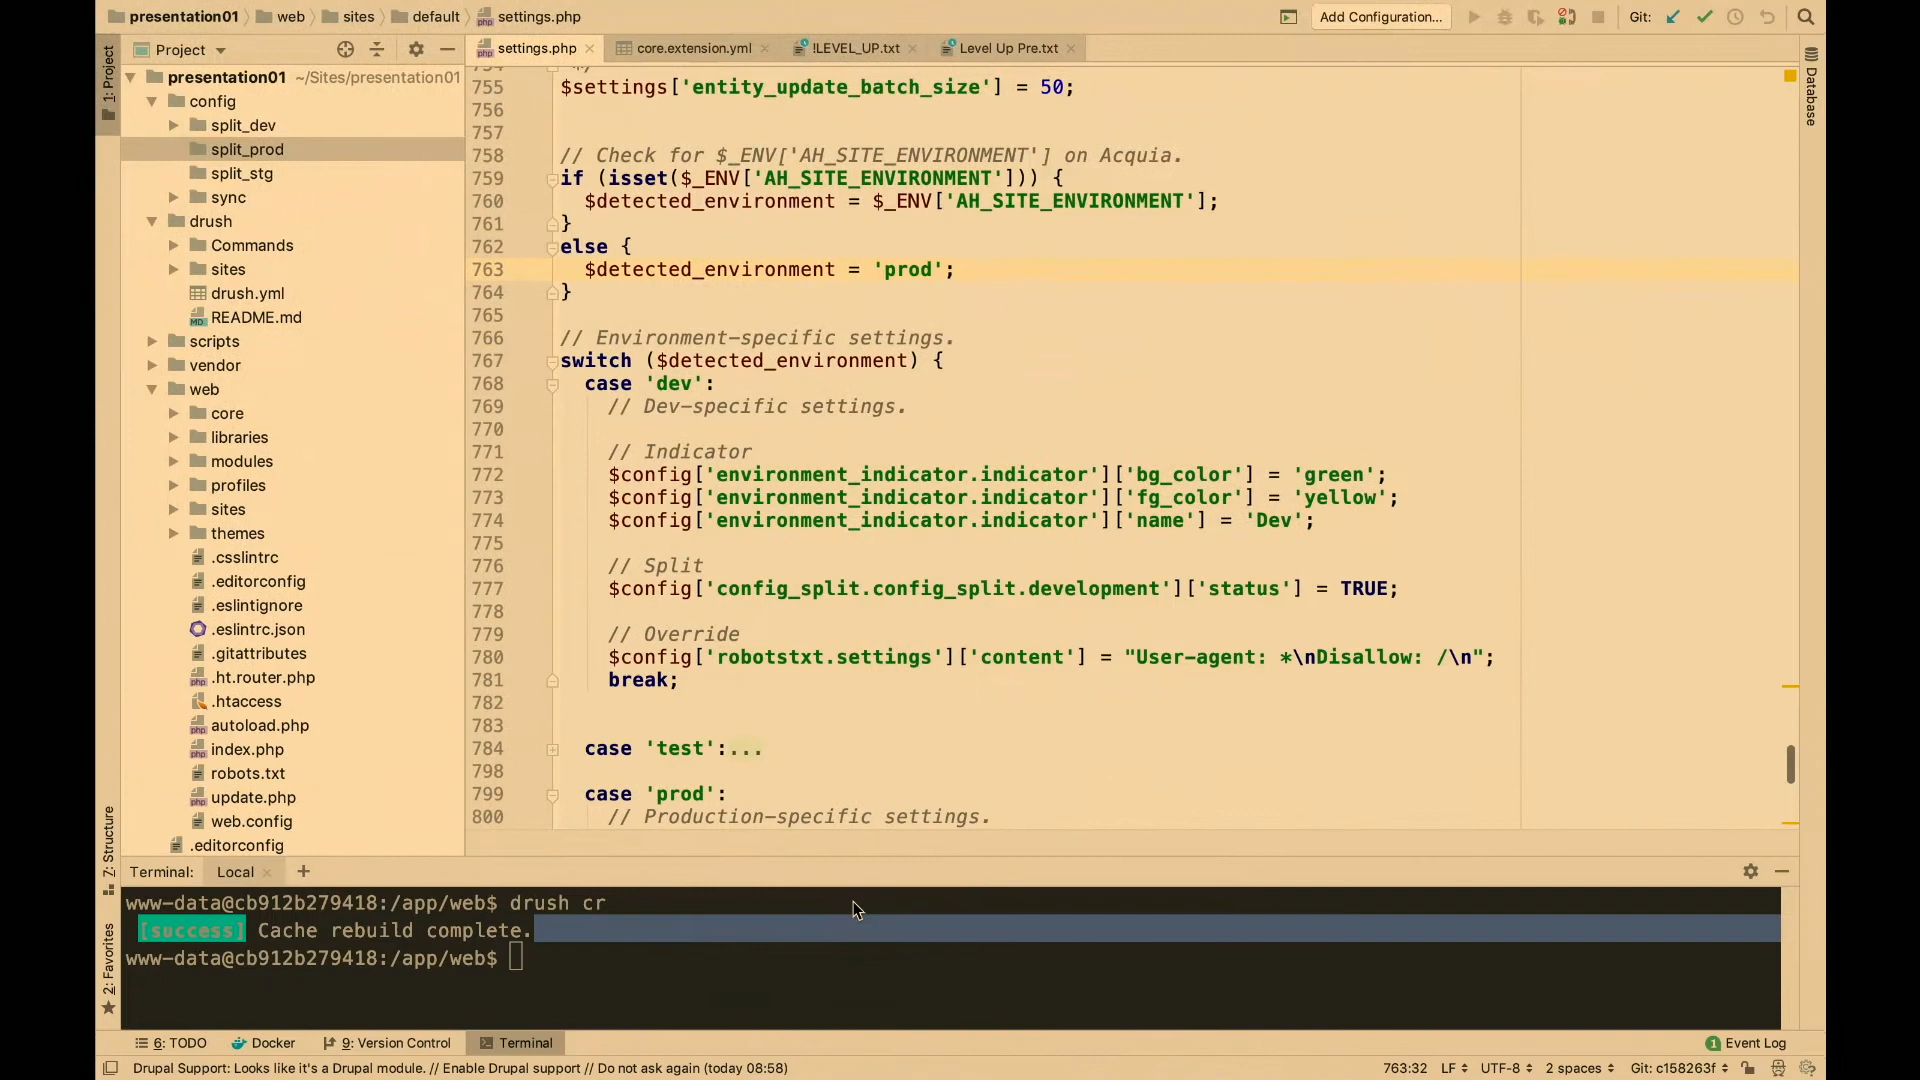 presentation01 web sites default settings.php Add Configuration... Git:
1: Project
Project
settings.php core.extension.yml !LEVEL_UP.txt Level Up Pre.txt
Database
presentation01 ~/Sites/presentation01
config
split_dev
split_prod
split_stg
sync
drush
Commands
sites
drush.yml
README.md
scripts
vendor
web
core
libraries
modules
profiles
sites
themes
.csslintrc
.editorconfig
.eslintignore
.eslintrc.json
.gitattributes
.ht.router.php
.htaccess
autoload.php
index.php
robots.txt
update.php
web.config
.editorconfig
755 $settings['entity_update_batch_size'] = 50;
756
757
758 // Check for $_ENV['AH_SITE_ENVIRONMENT'] on Acquia.
759 if (isset($_ENV['AH_SITE_ENVIRONMENT'])) {
760 $detected_environment = $_ENV['AH_SITE_ENVIRONMENT'];
761 }
762 else {
763 $detected_environment = 'prod';
764 }
765
766 // Environment-specific settings.
767 switch ($detected_environment) {
768 case 'dev':
769 // Dev-specific settings.
770
771 // Indicator
772 $config['environment_indicator.indicator']['bg_color'] = 'green';
773 $config['environment_indicator.indicator']['fg_color'] = 'yellow';
774 $config['environment_indicator.indicator']['name'] = 'Dev';
775
776 // Split
777 $config['config_split.config_split.development']['status'] = TRUE;
778
779 // Override
780 $config['robotstxt.settings']['content'] = "User-agent: *\nDisallow: /\n";
781 break;
782
783
784 case 'test':...
798
799 case 'prod':
800 // Production-specific settings.
Z: Structure
2: Favorites
Terminal: Local +
www-data@cb912b279418:/app/web$ drush cr
[success] Cache rebuild complete.
www-data@cb912b279418:/app/web$
6: TODO Docker 9: Version Control Terminal 1 Event Log
Drupal Support: Looks like it's a Drupal module. // Enable Drupal support // Do not ask again (today 08:58) 763:32 LF UTF-8 2 spaces Git: c158263f